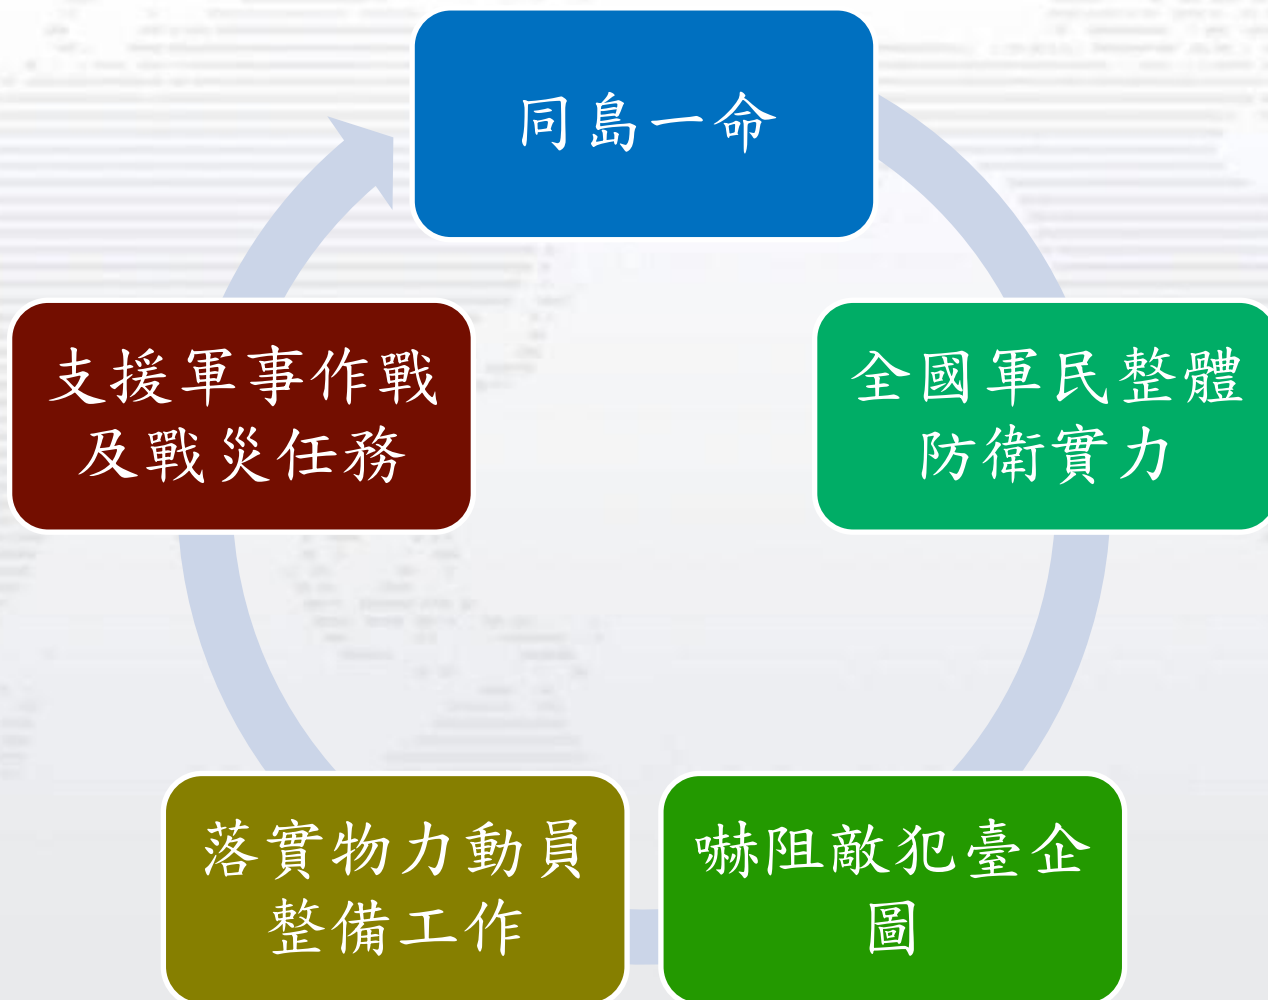 同島一命
全國軍民整體
防衛實力
嚇阻敵犯臺企
圖
落實物力動員
整備工作
支援軍事作戰
及戰災任務